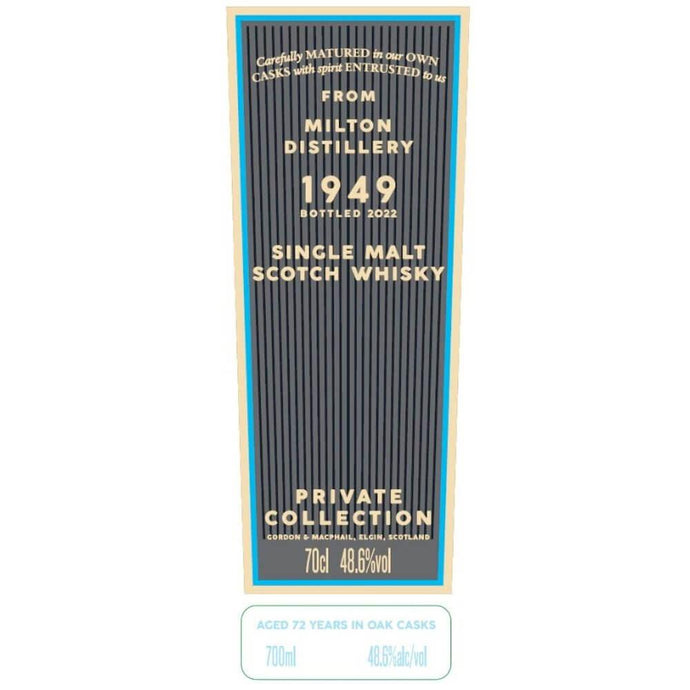 Carefully MATURED in our OWN
CASKS with spirit ENTRUSTED to us
FROM
MILTON
DISTILLERY
1949
BOTTLED 2022
SINGLE MALT
SCOTCH WHISKY
PRIVATE
COLLECTION
GORDON & MACPHAIL, ELGIN, SCOTLAND
70cl 48.6%vol
AGED 72 YEARS IN OAK CASKS
700ml 48.6%alc/vol